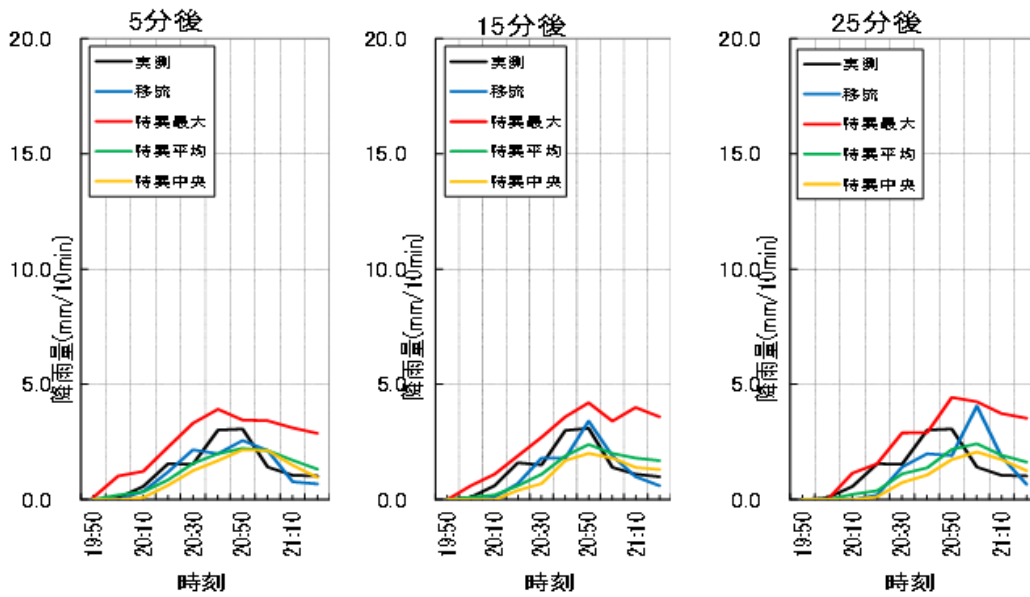 5分後
20.0
15.0
10.0
5.0
0.0
実測
移流
特異最大
特異平均
特異中央
降雨量(mm/10min)
19:50
20:10
20:30
20:50
21:10
時刻
15分後
20.0
15.0
10.0
5.0
0.0
実測
移流
特異最大
特異平均
特異中央
降雨量(mm/10min)
19:50
20:10
20:30
20:50
21:10
時刻
25分後
20.0
15.0
10.0
5.0
0.0
実測
移流
特異最大
特異平均
特異中央
降雨量(mm/10min)
19:50
20:10
20:30
20:50
21:10
時刻